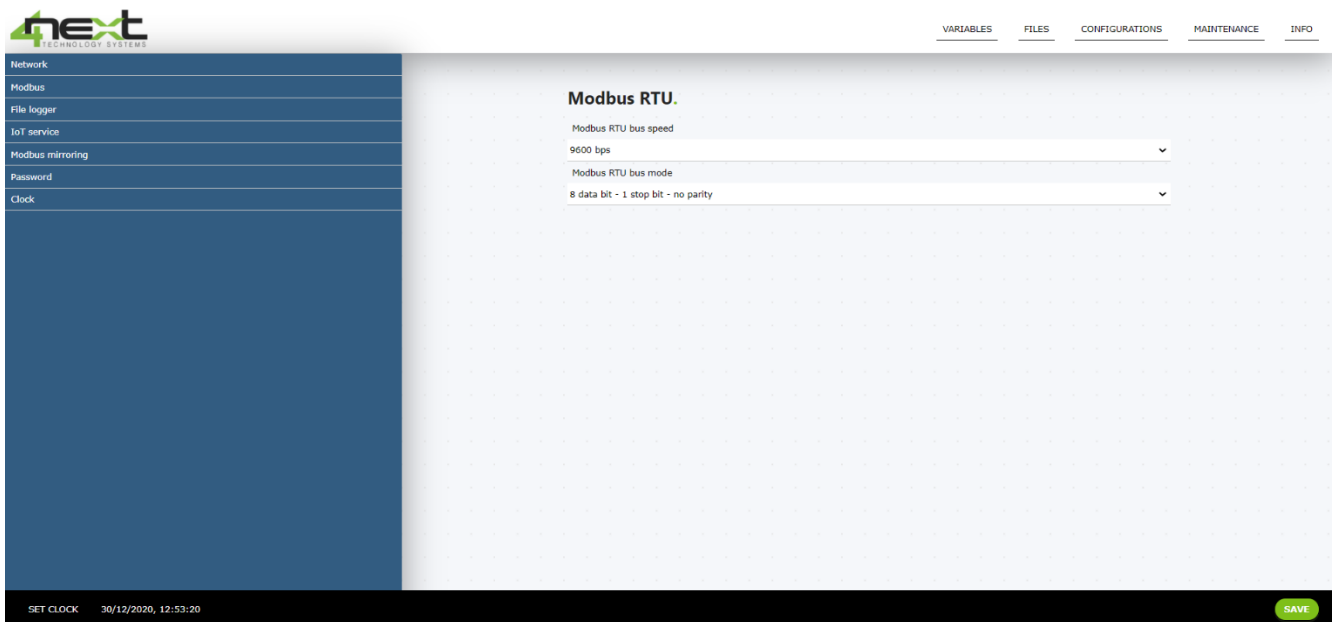 4next
TECHNOLOGY SYSTEMS
VARIABLES FILES CONFIGURATIONS MAINTENANCE INFO
Network
Modbus
File logger
IoT service
Modbus mirroring
Password
Clock
Modbus RTU.
Modbus RTU bus speed
9600 bps
Modbus RTU bus mode
8 data bit - 1 stop bit - no parity
SET CLOCK 30/12/2020, 12:53:20 SAVE